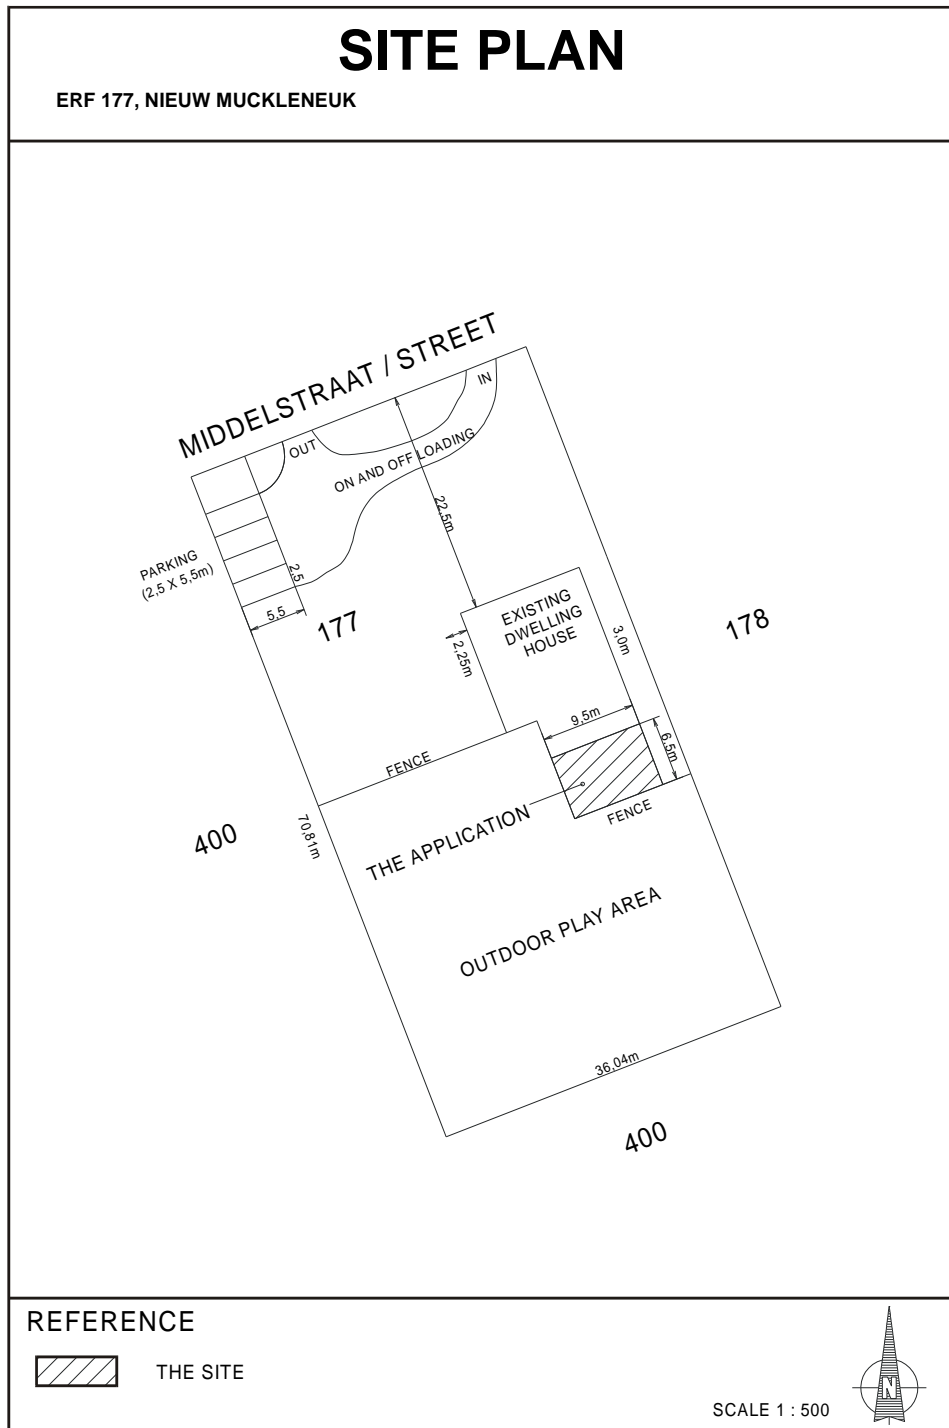 SITE PLAN
ERF 177, NIEUW MUCKLENEUK
MIDDELSTRAAT / STREET
IN
OUT
ON AND OFF LOADING
22,5m
PARKING
(2,5 X 5,5m)
2,5
5,5
177
EXISTING
DWELLING
HOUSE
178
3,0m
2,25m
9,5m
6,5m
FENCE
FENCE
400
70,81m
THE APPLICATION
OUTDOOR PLAY AREA
36,04m
400
REFERENCE
THE SITE
N
SCALE 1 : 500